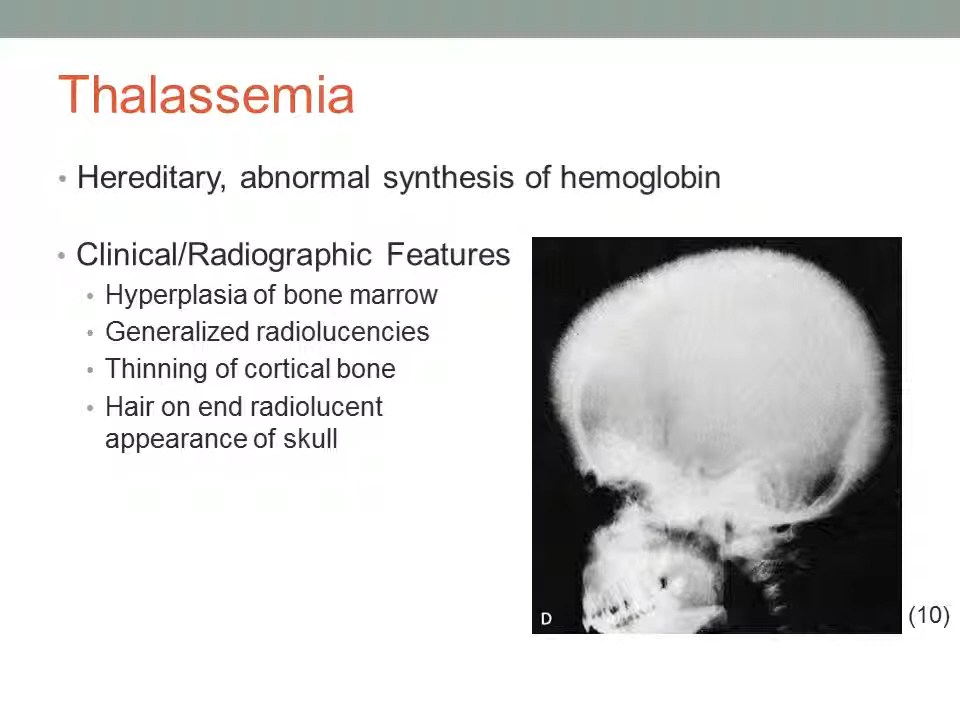 Thalassemia
• Hereditary, abnormal synthesis of hemoglobin
• Clinical/Radiographic Features
• Hyperplasia of bone marrow
• Generalized radiolucencies
• Thinning of cortical bone
• Hair on end radiolucent
appearance of skull
D
(10)